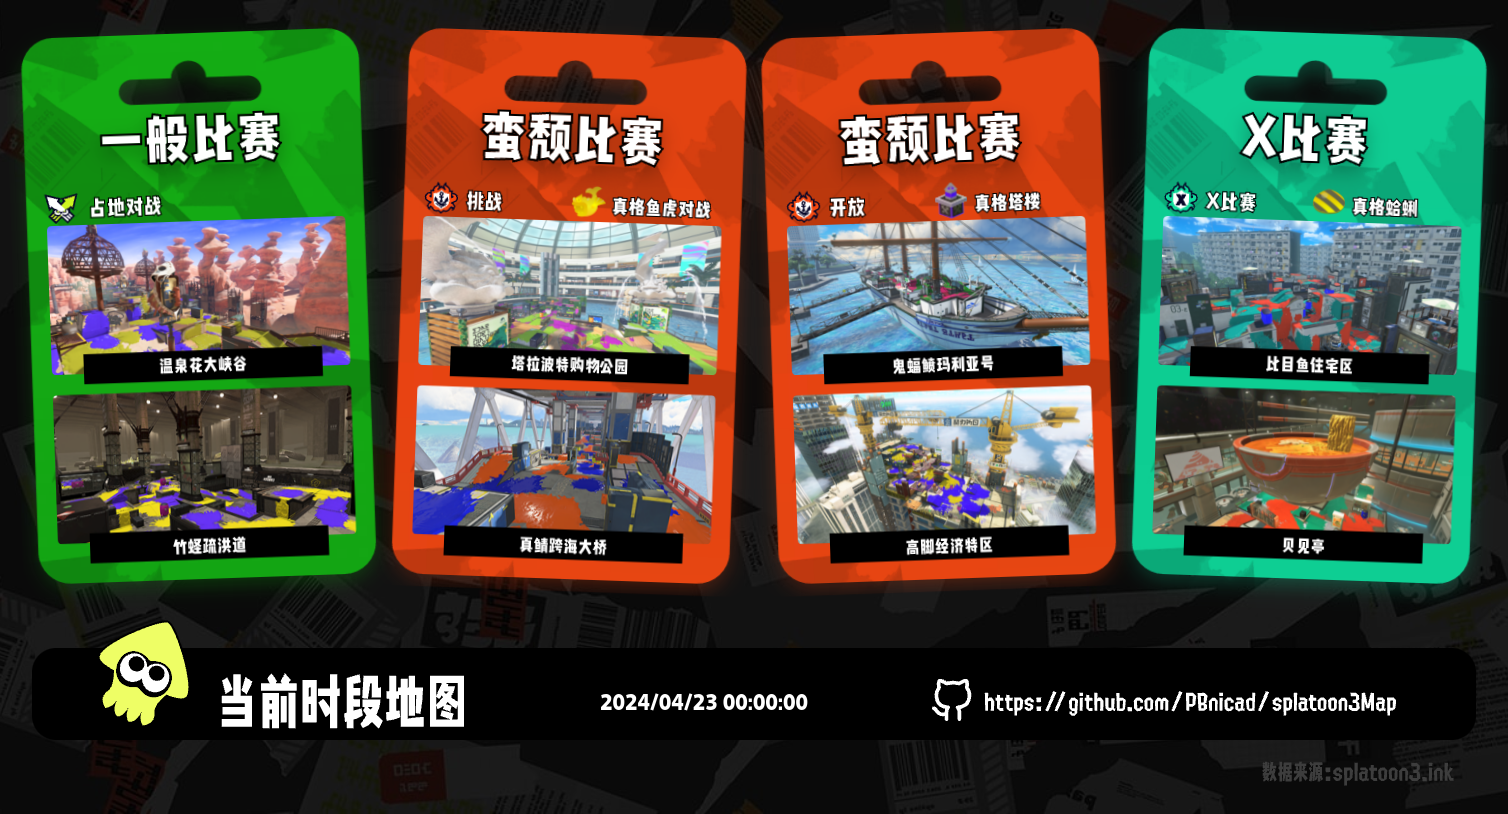 一般比赛
占地对战
温泉花大峡谷
竹蛏疏洪道
蛮颓比赛
挑战
真格鱼虎对战
塔拉波特购物公园
真鲭跨海大桥
蛮颓比赛
开放
真格塔楼
鬼蝠鲼玛利亚号
高脚经济特区
X比赛
X比赛
真格蛤蜊
比目鱼住宅区
贝见亭
当前时段地图
2024/04/23 00:00:00
https://github.com/PBnicad/splatoon3Map
数据来源:splatoon3.ink